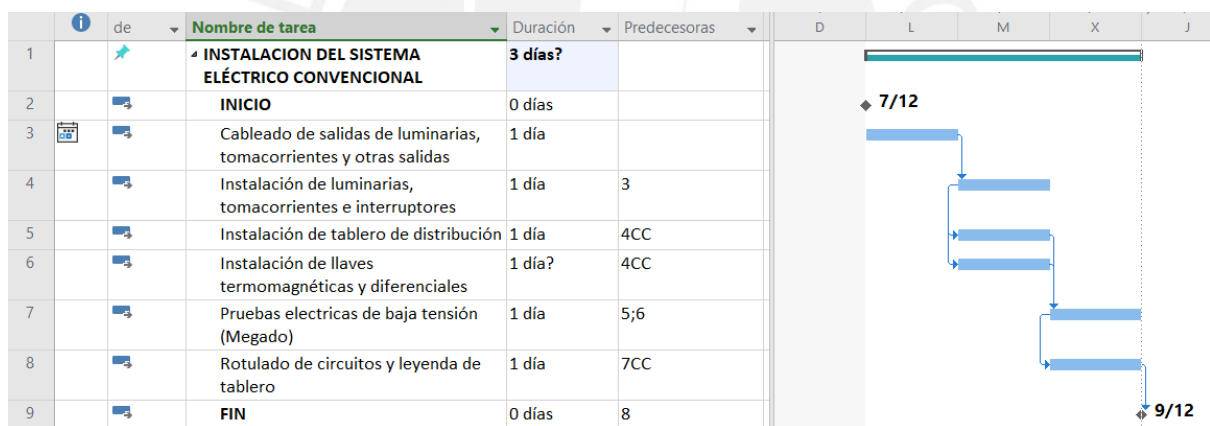 de Nombre de tarea Duración Predecesoras D L M X J
1 INSTALACION DEL SISTEMA 3 días?
ELÉCTRICO CONVENCIONAL
2 INICIO 0 días 7/12
3 Cableado de salidas de luminarias, 1 día
tomacorrientes y otras salidas
4 Instalación de luminarias, 1 día 3
tomacorrientes e interruptores
5 Instalación de tablero de distribución 1 día 4CC
6 Instalación de llaves 1 día? 4CC
termomagnéticas y diferenciales
7 Pruebas electricas de baja tensión 1 día 5;6
(Megado)
8 Rotulado de circuitos y leyenda de 1 día 7CC
tablero
9 FIN 0 días 8 9/12